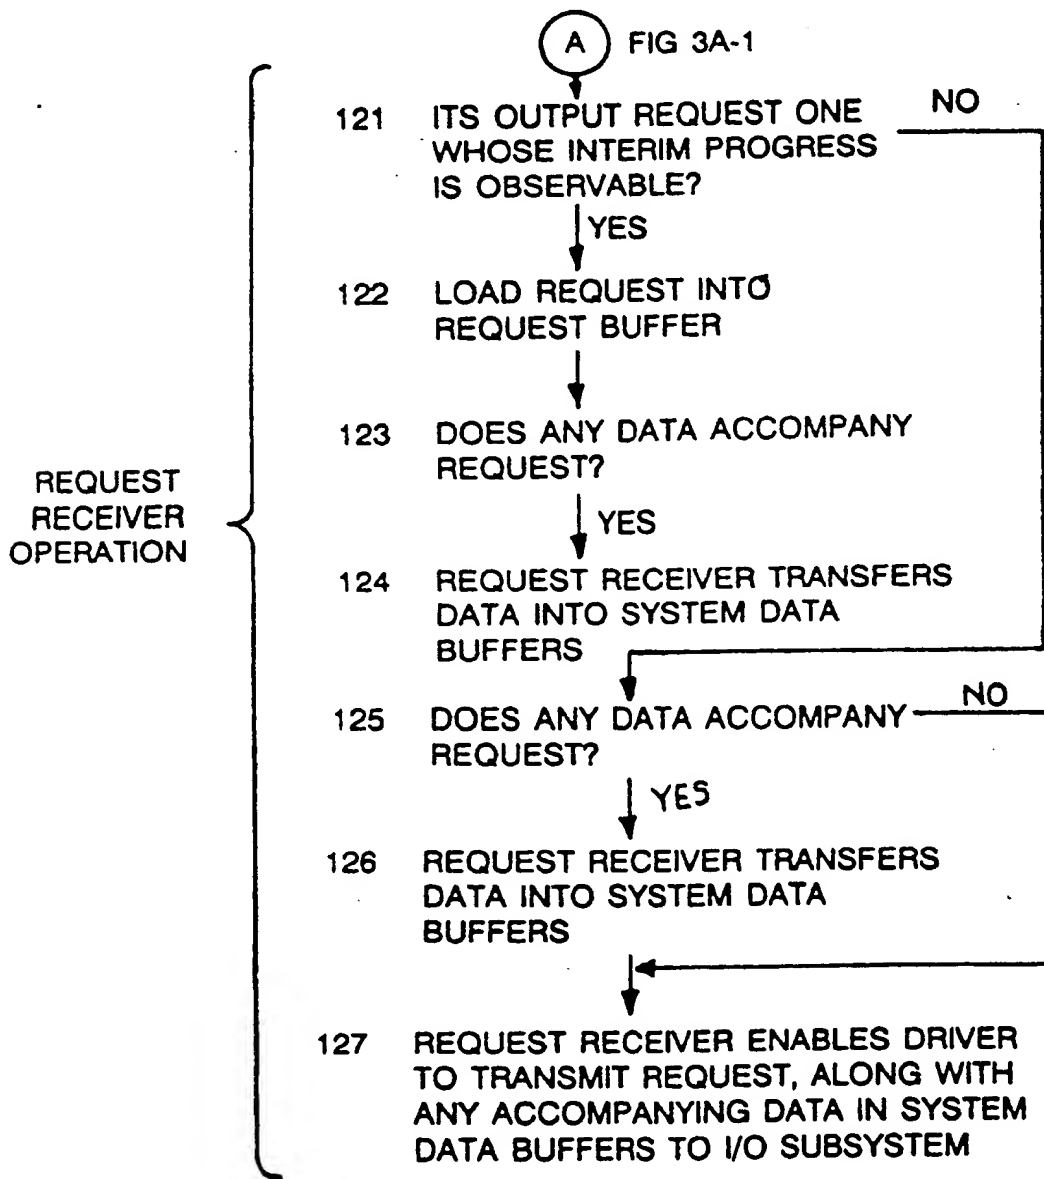 A FIG 3A-1
121 ITS OUTPUT REQUEST ONE NO
WHOSE INTERIM PROGRESS
IS OBSERVABLE?
YES
122 LOAD REQUEST INTO
REQUEST BUFFER
123 DOES ANY DATA ACCOMPANY
REQUEST?
YES
REQUEST
RECEIVER
OPERATION
124 REQUEST RECEIVER TRANSFERS
DATA INTO SYSTEM DATA
BUFFERS
125 DOES ANY DATA ACCOMPANY NO
REQUEST?
YES
126 REQUEST RECEIVER TRANSFERS
DATA INTO SYSTEM DATA
BUFFERS
127 REQUEST RECEIVER ENABLES DRIVER
TO TRANSMIT REQUEST, ALONG WITH
ANY ACCOMPANYING DATA IN SYSTEM
DATA BUFFERS TO I/O SUBSYSTEM